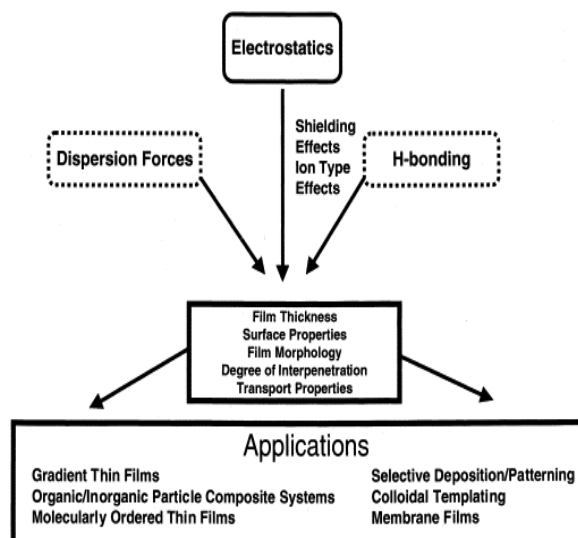 Electrostatics
Shielding
Effects
Ion Type
Effects
Dispersion Forces
H-bonding
Film Thickness
Surface Properties
Film Morphology
Degree of Interpenetration
Transport Properties
Applications
Gradient Thin Films
Organic/Inorganic Particle Composite Systems
Molecularly Ordered Thin Films
Selective Deposition/Patterning
Colloidal Templating
Membrane Films